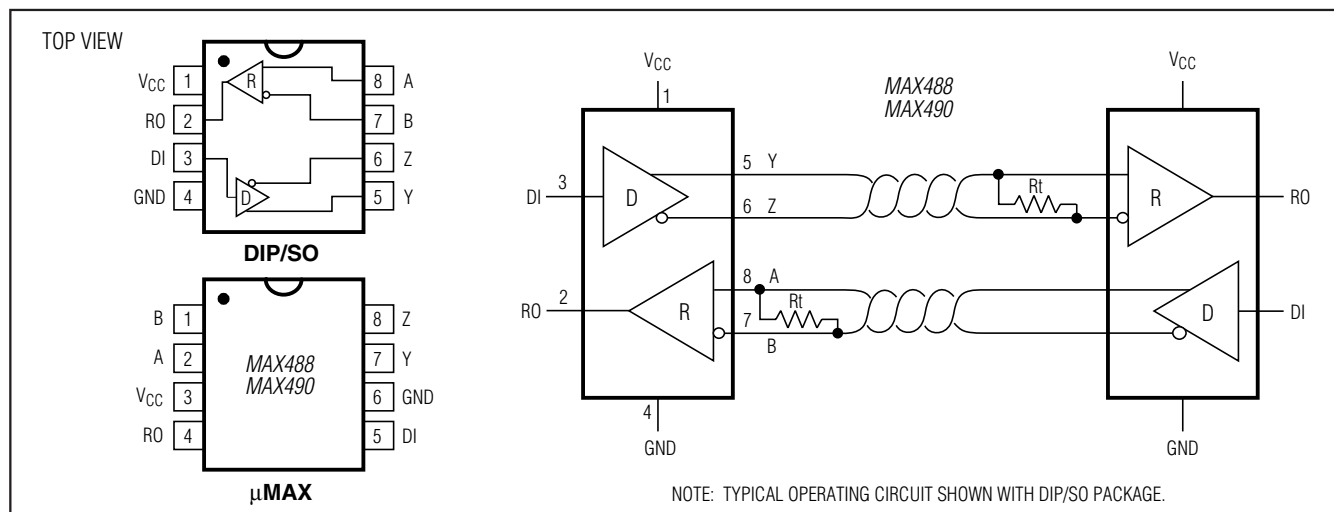 TOP VIEW
VCC 1
RO 2
DI 3
GND 4
R
D
8 A
7 B
6 Z
5 Y
DIP/SO
B 1
A 2
VCC 3
RO 4
MAX488
MAX490
8 Z
7 Y
6 GND
5 DI
µMAX
VCC
1
MAX488
MAX490
VCC
DI 3
D
5 Y
6 Z
Rt
R
RO
RO 2
R
8 A
Rt
7
B
D
DI
4
GND
GND
NOTE: TYPICAL OPERATING CIRCUIT SHOWN WITH DIP/SO PACKAGE.